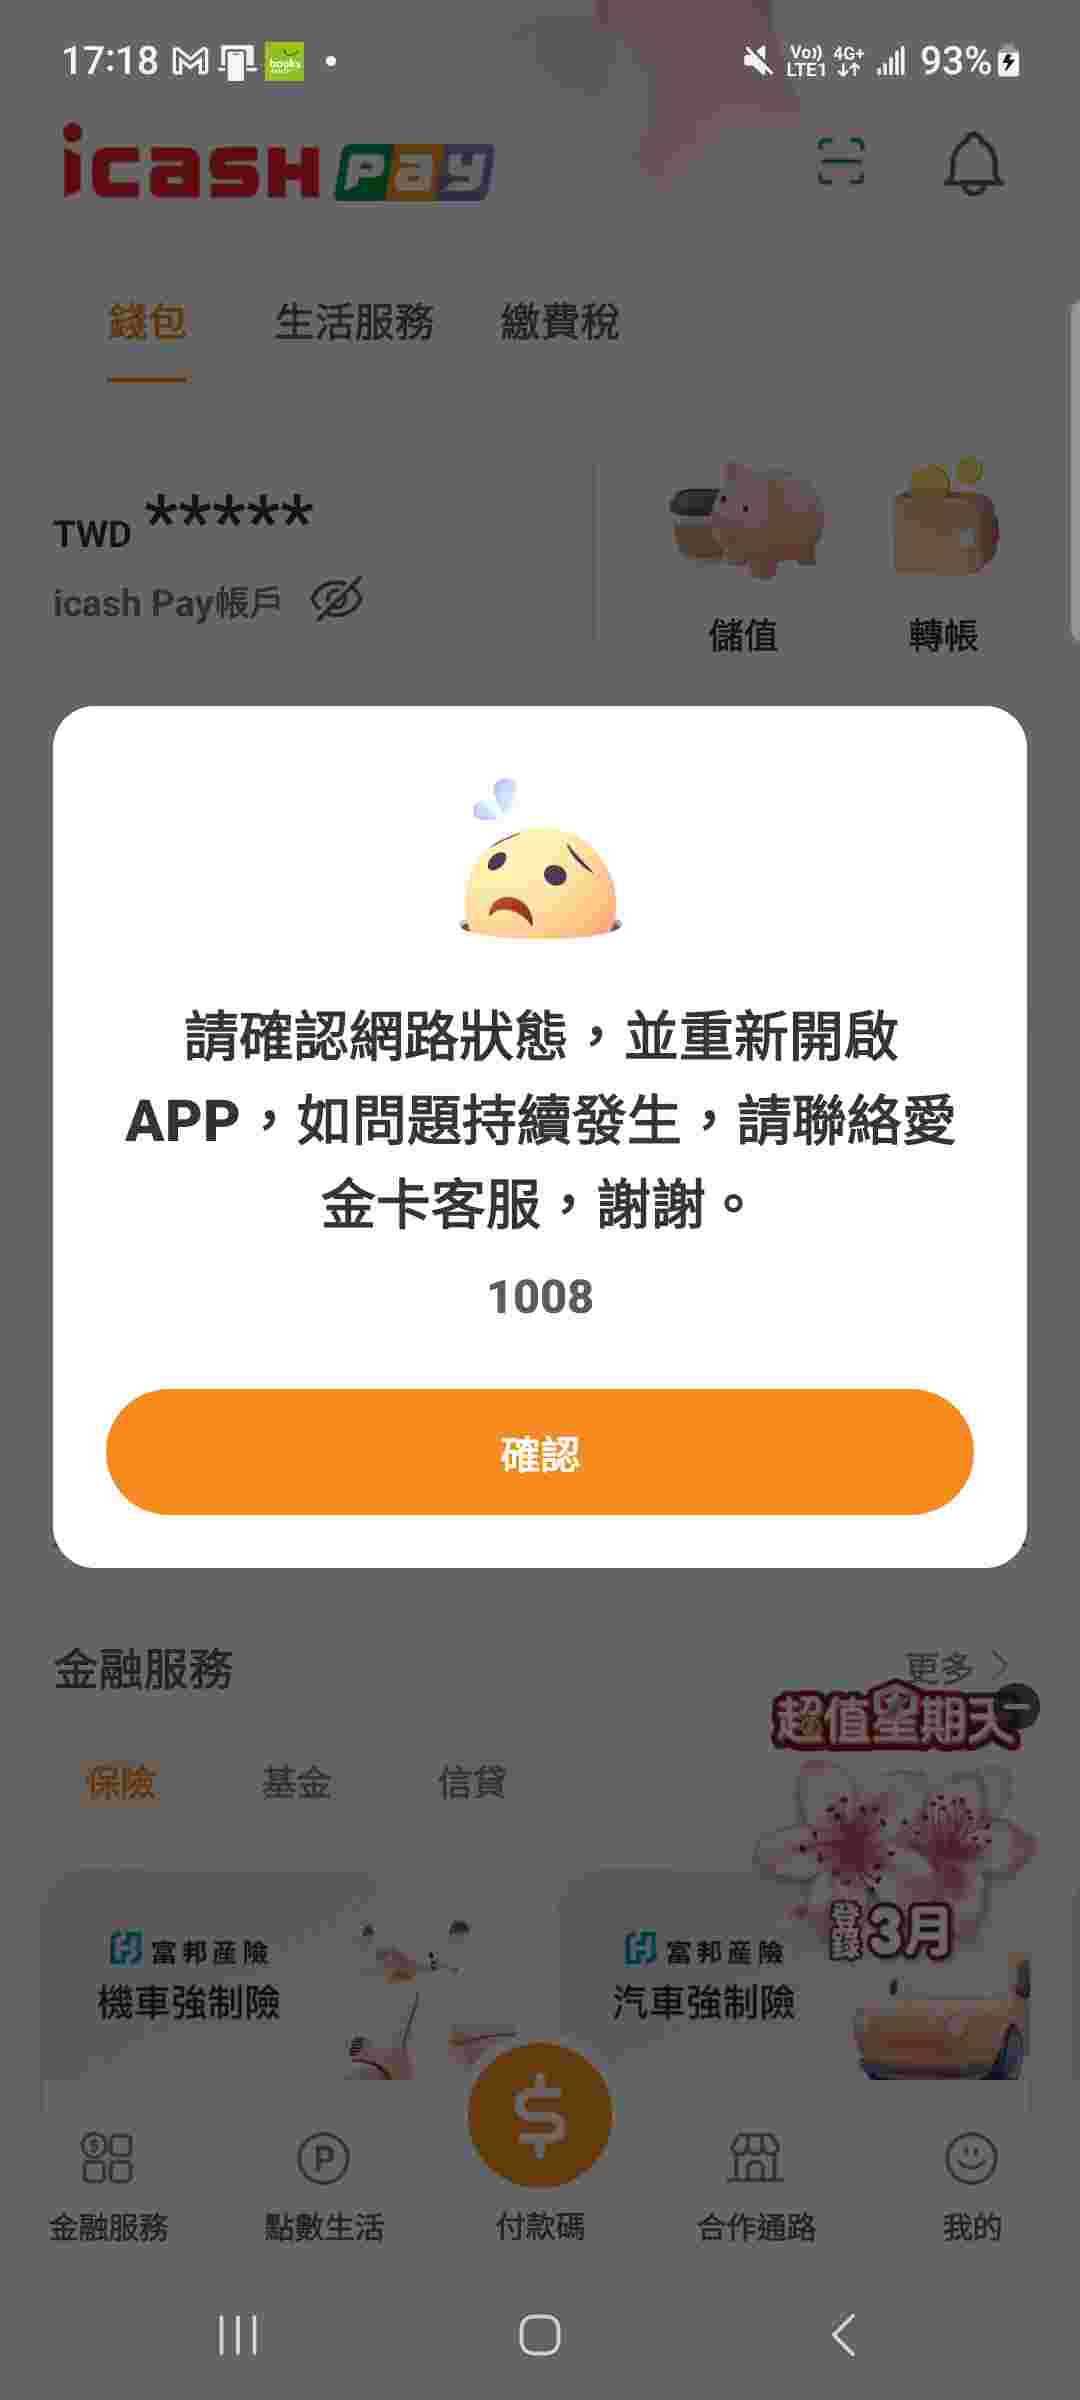 17:18
books
Vo))
LTE1
4G+
93%
icash Pay
錢包
生活服務
繳費稅
TWD *****
icash Pay帳戶
儲值
轉帳
請確認網路狀態，並重新開啟
APP，如問題持續發生，請聯絡愛
金卡客服，謝謝。
1008
確認
金融服務
更多
超值星期天
保險
基金
信貸
登錄3月
富邦產險
機車強制險
富邦產險
汽車強制險
金融服務
點數生活
付款碼
合作通路
我的